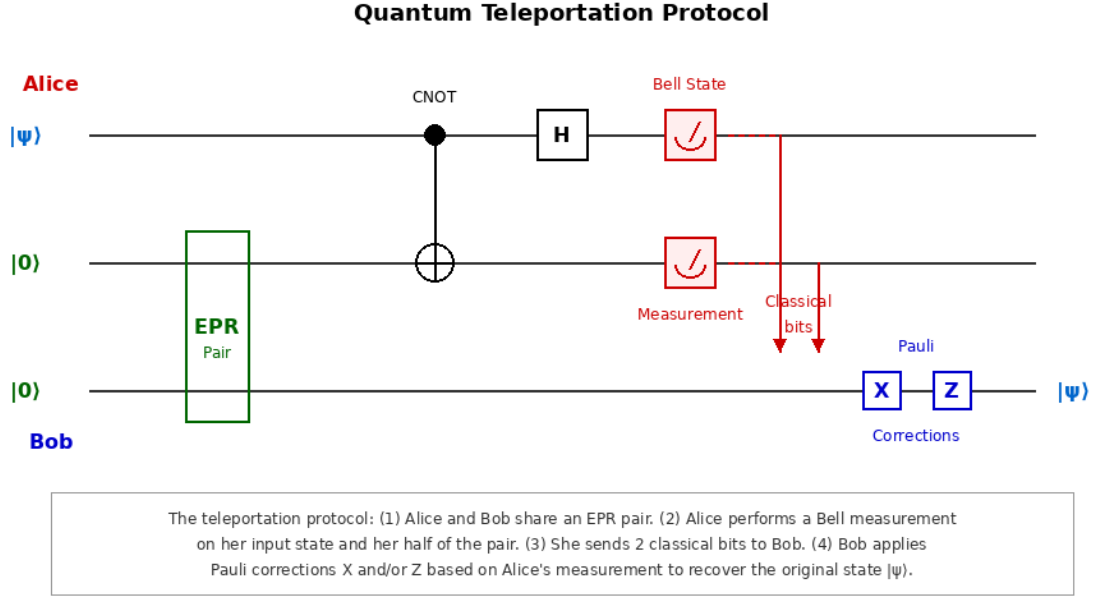 Quantum Teleportation Protocol
Alice
Bell State
CNOT
|ψ⟩
H
|0⟩
Measurement
Classical
bits
EPR
Pair
Pauli
|0⟩
X
Z
|ψ⟩
Corrections
Bob
The teleportation protocol: (1) Alice and Bob share an EPR pair. (2) Alice performs a Bell measurement
on her input state and her half of the pair. (3) She sends 2 classical bits to Bob. (4) Bob applies
Pauli corrections X and/or Z based on Alice's measurement to recover the original state |ψ⟩.